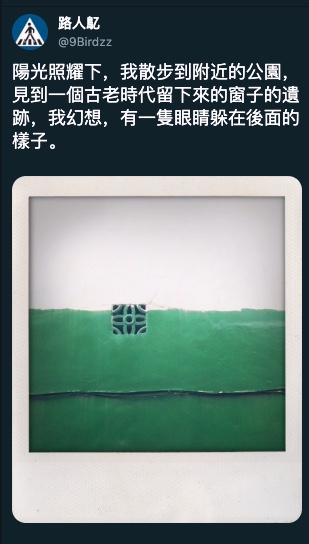 路人鳦
@9Birdzz
陽光照耀下，我散步到附近的公園，
見到一個古老時代留下來的窗子的遺
跡，我幻想，有一隻眼睛躲在後面的
樣子。